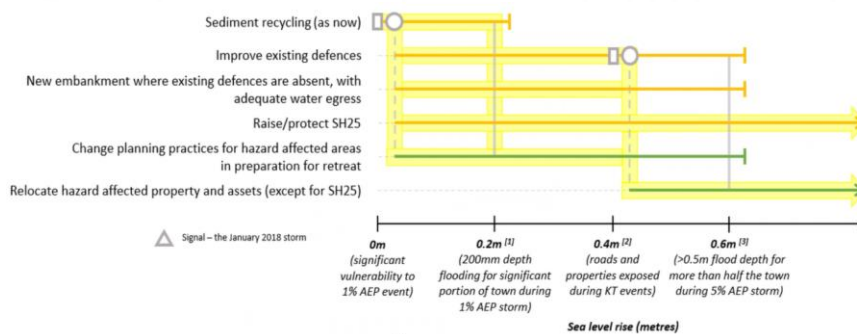 Sediment recycling (as now)
Improve existing defences
New embankment where existing defences are absent, with
adequate water egress
Raise/protect SH25
Change planning practices for hazard affected areas
in preparation for retreat
Relocate hazard affected property and assets (except for SH25)
Signal – the January 2018 storm
0m
(significant
vulnerability to
1% AEP event)
0.2m [1]
(200mm depth
flooding for significant
portion of town during
1% AEP storm)
0.4m [2]
(roads and
properties exposed
during KT events)
0.6m [3]
(>0.5m flood depth for
more than half the town
during 5% AEP storm)
Sea level rise (metres)